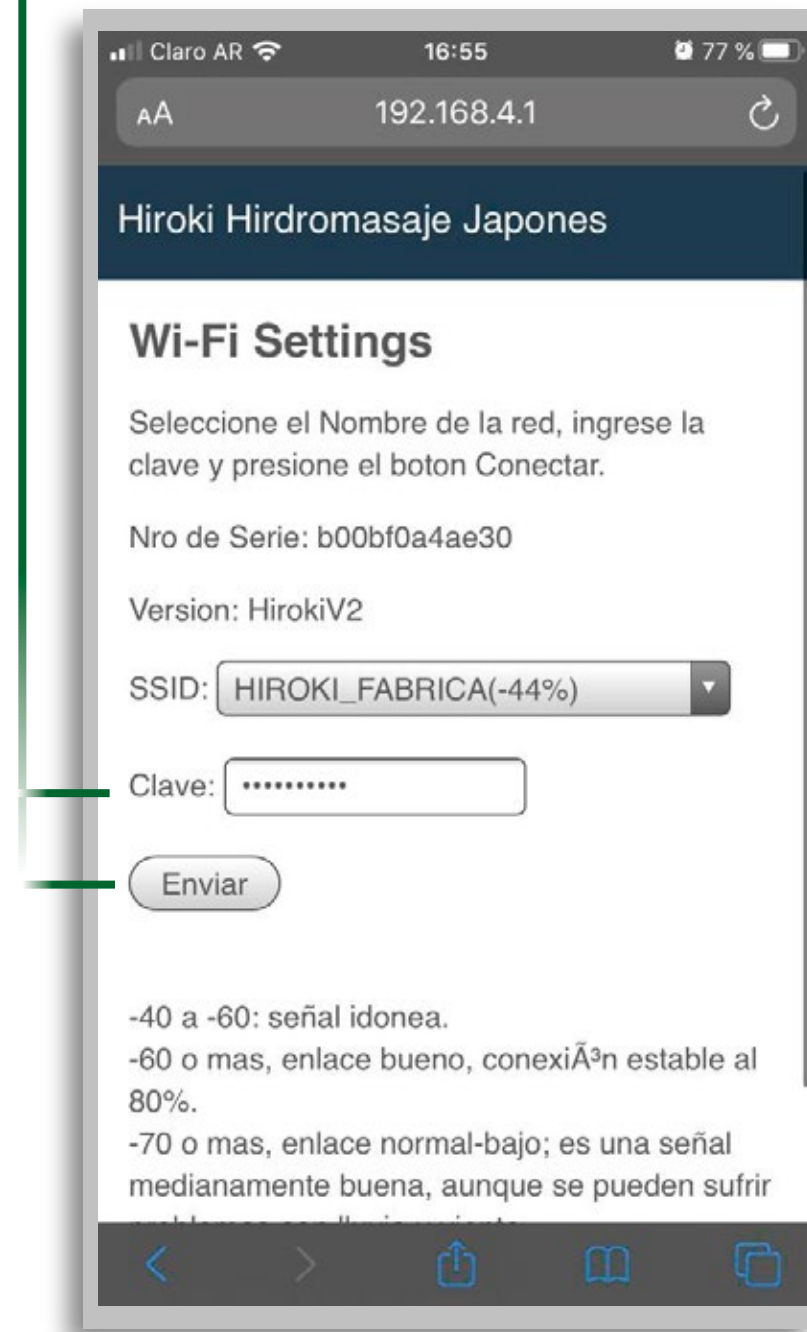 Claro AR 16:55 77 %
AA 192.168.4.1
Hiroki Hirdromasaje Japones
Wi-Fi Settings
Seleccione el Nombre de la red, ingrese la
clave y presione el boton Conectar.
Nro de Serie: b00bf0a4ae30
Version: HirokiV2
SSID: HIROKI_FABRICA(-44%)
Clave: ••••••••••
Enviar
-40 a -60: señal idonea.
-60 o mas, enlace bueno, conexiÃ³n estable al
80%.
-70 o mas, enlace normal-bajo; es una señal
medianamente buena, aunque se pueden sufrir